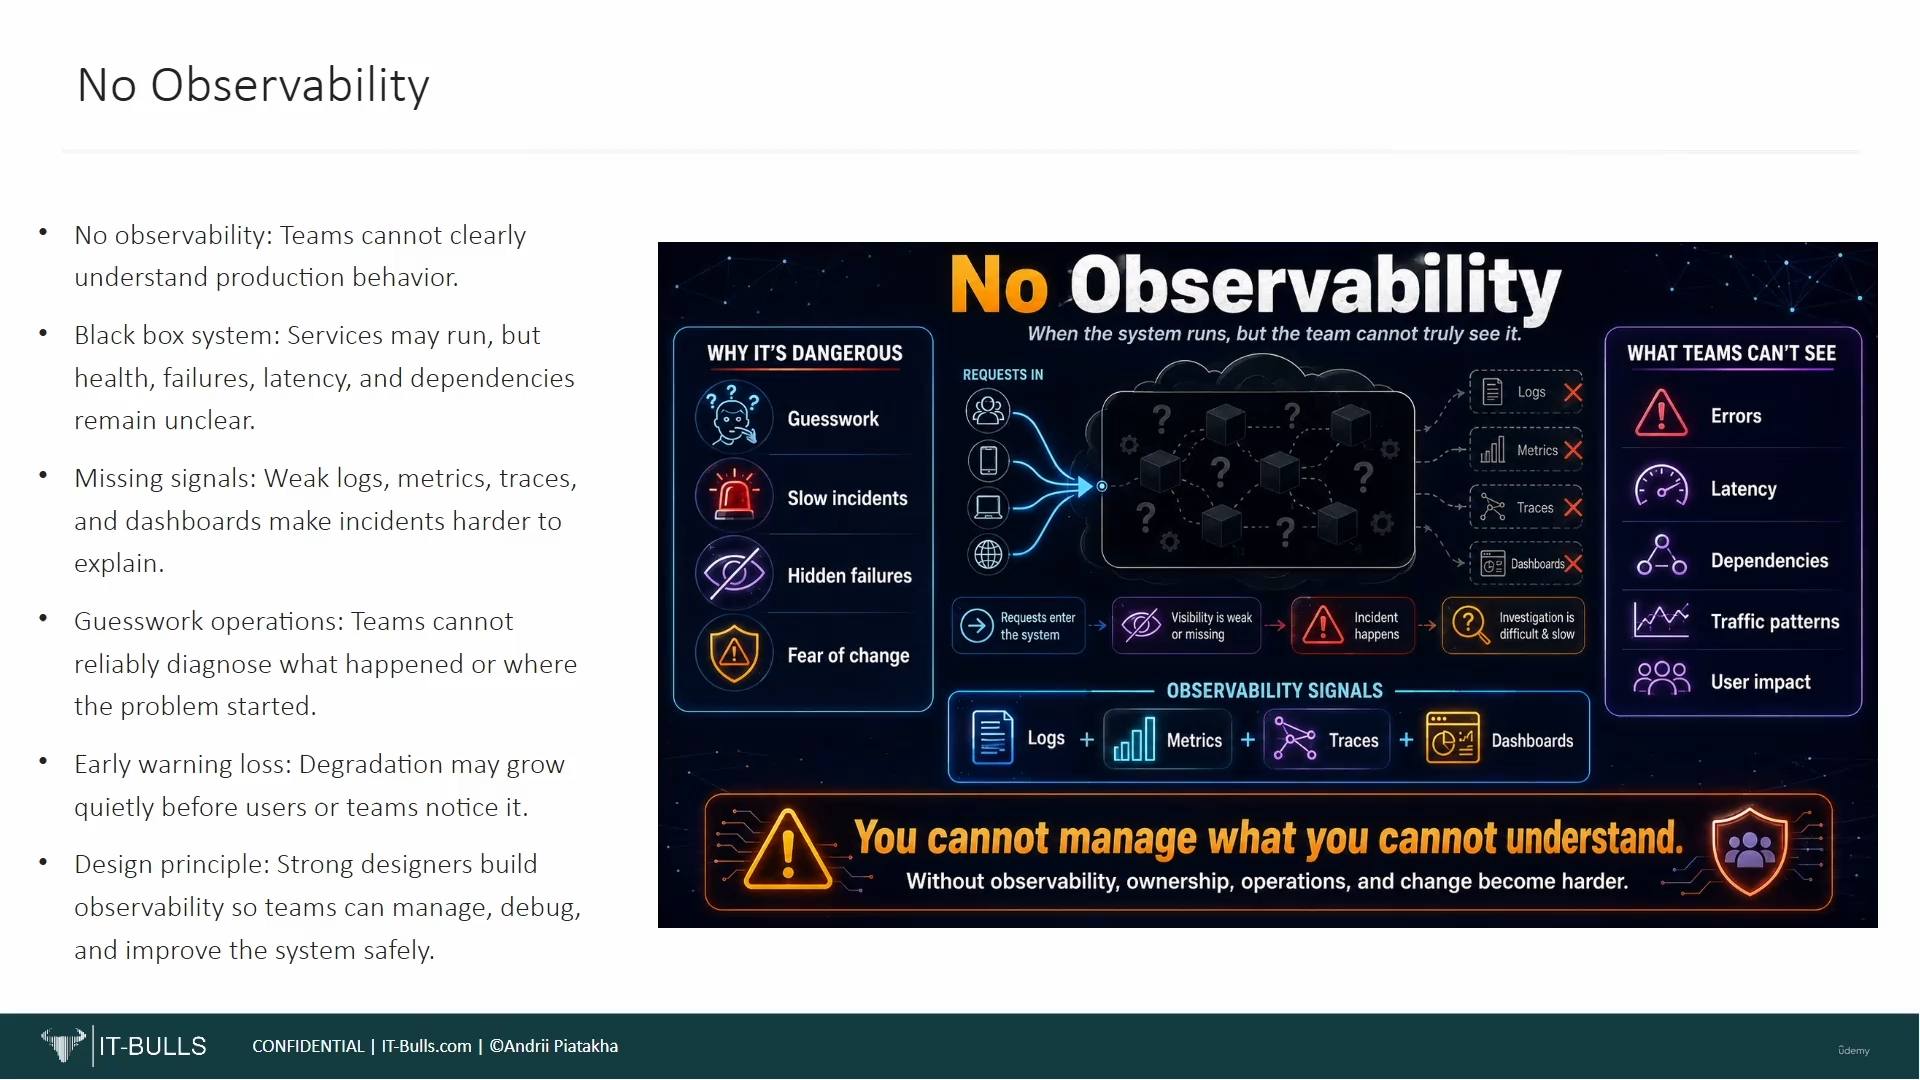 No Observability
• No observability: Teams cannot clearly
understand production behavior.
• Black box system: Services may run, but
health, failures, latency, and dependencies
remain unclear.
• Missing signals: Weak logs, metrics, traces,
and dashboards make incidents harder to
explain.
• Guesswork operations: Teams cannot
reliably diagnose what happened or where
the problem started.
• Early warning loss: Degradation may grow
quietly before users or teams notice it.
• Design principle: Strong designers build
observability so teams can manage, debug,
and improve the system safely.
No Observability
When the system runs, but the team cannot truly see it.
WHY IT'S DANGEROUS
? ? ?
Guesswork
Slow incidents
Hidden failures
Fear of change
REQUESTS IN
? ?
? ?
? ?
Logs
Metrics
Traces
Dashboards
Requests enter
the system
Visibility is weak
or missing
Incident
happens
Investigation is
difficult & slow
OBSERVABILITY SIGNALS
Logs + Metrics + Traces + Dashboards
WHAT TEAMS CAN'T SEE
Errors
Latency
Dependencies
Traffic patterns
User impact
You cannot manage what you cannot understand.
Without observability, ownership, operations, and change become harder.
IT-BULLS
CONFIDENTIAL | IT-Bulls.com | ©Andrii Piatakha
ûdemy